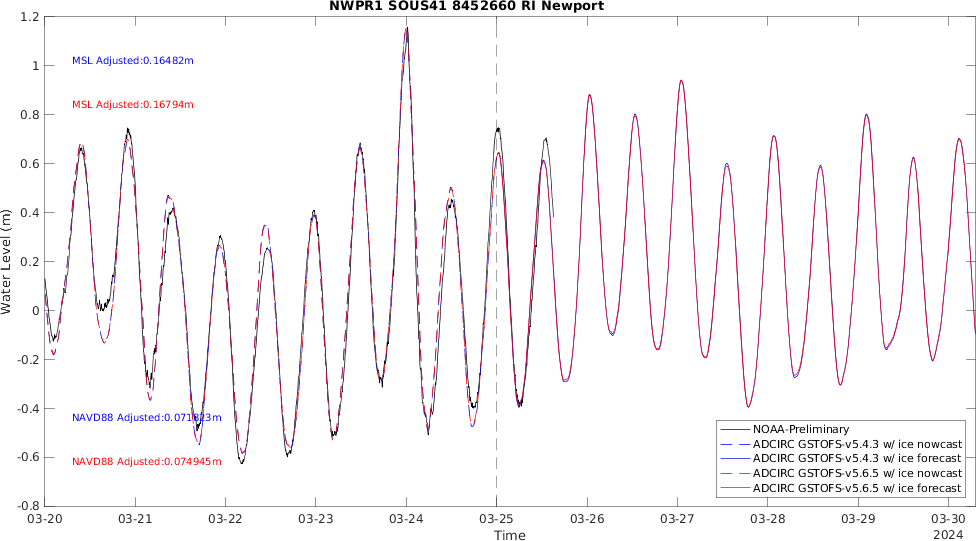 NWPR1 SOUS41 8452660 RI Newport
1.2
1
0.8
0.6
0.4
0.2
0
-0.2
-0.4
-0.6
-0.8
Water Level (m)
MSL Adjusted:0.16482m
MSL Adjusted:0.16794m
NAVD88 Adjusted:0.071823m
NAVD88 Adjusted:0.074945m
NOAA-Preliminary
ADCIRC GSTOFS-v5.4.3 w/ ice nowcast
ADCIRC GSTOFS-v5.4.3 w/ ice forecast
ADCIRC GSTOFS-v5.6.5 w/ ice nowcast
ADCIRC GSTOFS-v5.6.5 w/ ice forecast
03-20 03-21 03-22 03-23 03-24 03-25 03-26 03-27 03-28 03-29 03-30
2024
Time